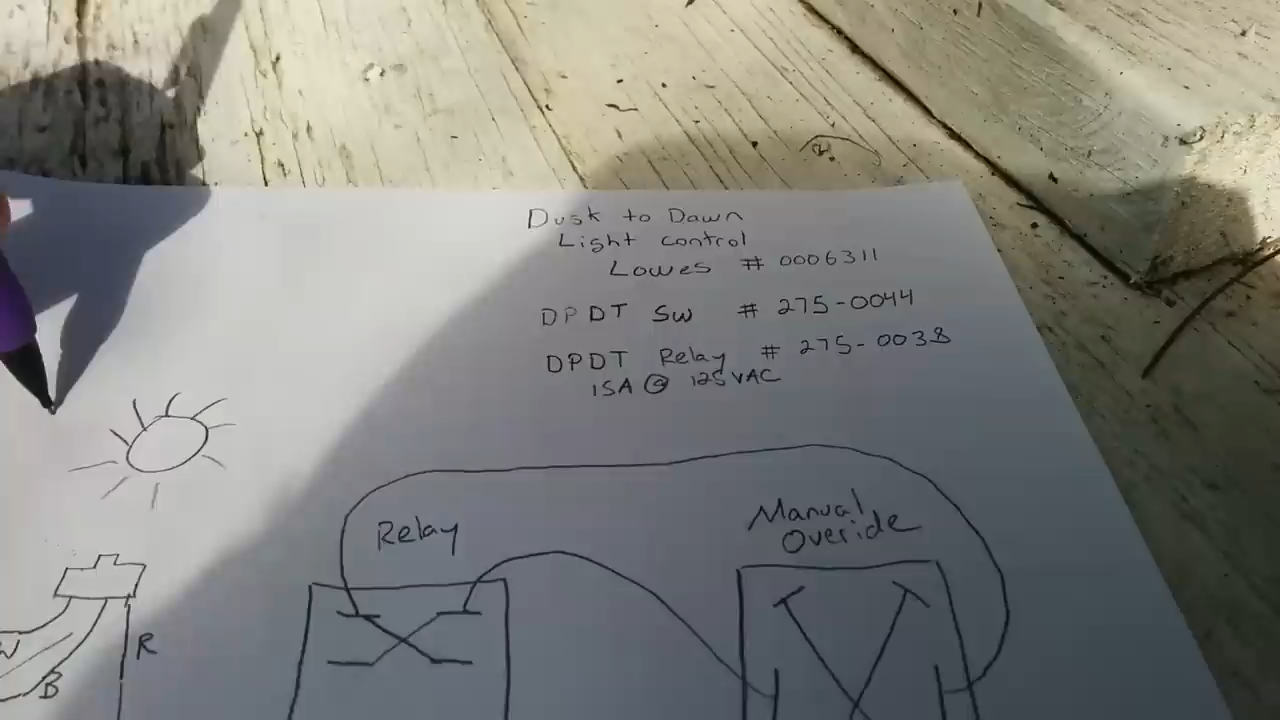 Dusk to Dawn
Light control
Lowes # 0006311
DPDT SW # 275-0044
DPDT Relay # 275-0038
15A @ 125VAC
Relay
Manual
Overide
W
R
B